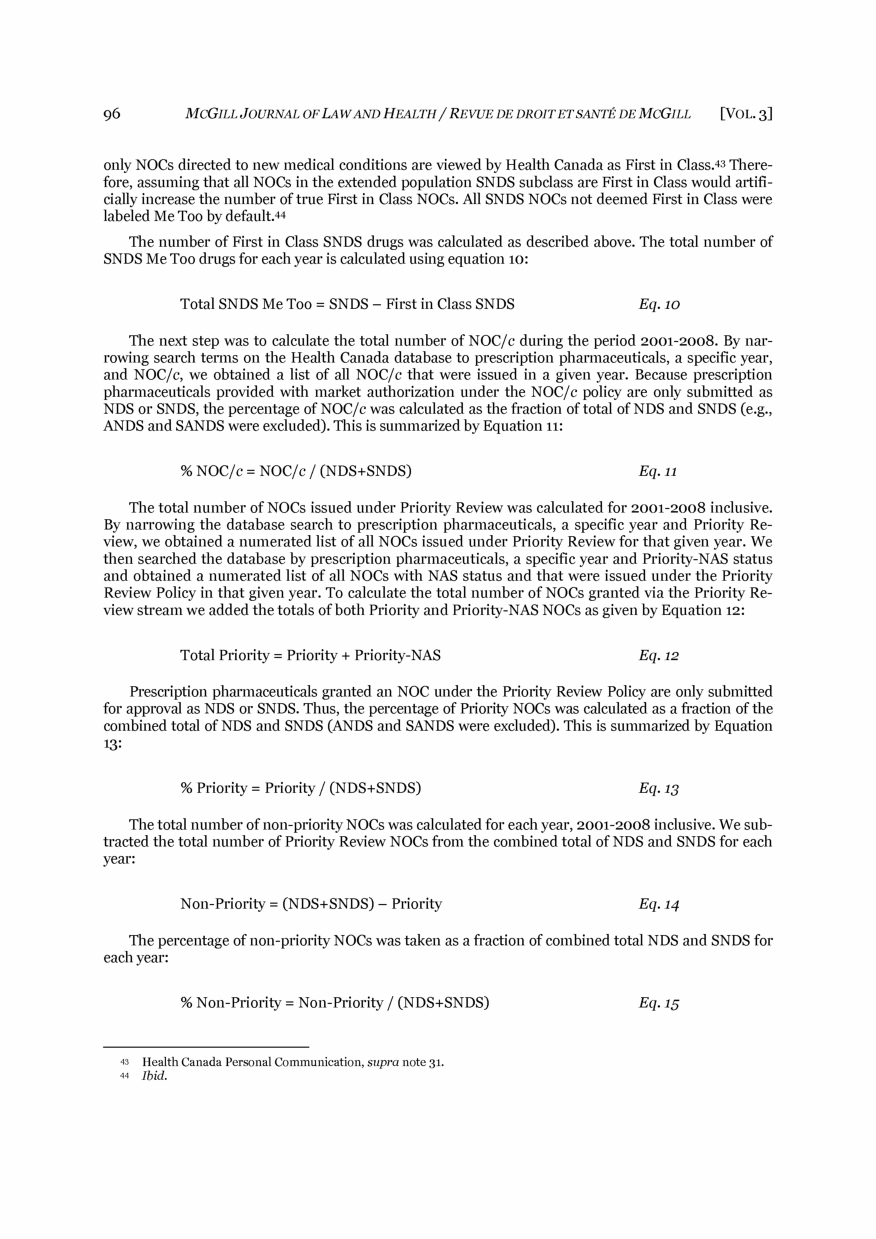 96 MCGILL JOURNAL OF LAW AND HEALTH / REVUE DE DROIT ET SANTÉ DE MCGILL [VOL. 3]
only NOCs directed to new medical conditions are viewed by Health Canada as First in Class.43 There-
fore, assuming that all NOCs in the extended population SNDS subclass are First in Class would artifi-
cially increase the number of true First in Class NOCs. All SNDS NOCs not deemed First in Class were
labeled Me Too by default.44
The number of First in Class SNDS drugs was calculated as described above. The total number of
SNDS Me Too drugs for each year is calculated using equation 10:
Total SNDS Me Too = SNDS – First in Class SNDS Eq. 10
The next step was to calculate the total number of NOC/c during the period 2001-2008. By nar-
rowing search terms on the Health Canada database to prescription pharmaceuticals, a specific year,
and NOC/c, we obtained a list of all NOC/c that were issued in a given year. Because prescription
pharmaceuticals provided with market authorization under the NOC/c policy are only submitted as
NDS or SNDS, the percentage of NOC/c was calculated as the fraction of total of NDS and SNDS (e.g.,
ANDS and SANDS were excluded). This is summarized by Equation 11:
% NOC/c = NOC/c / (NDS+SNDS) Eq. 11
The total number of NOCs issued under Priority Review was calculated for 2001-2008 inclusive.
By narrowing the database search to prescription pharmaceuticals, a specific year and Priority Re-
view, we obtained a numerated list of all NOCs issued under Priority Review for that given year. We
then searched the database by prescription pharmaceuticals, a specific year and Priority-NAS status
and obtained a numerated list of all NOCs with NAS status and that were issued under the Priority
Review Policy in that given year. To calculate the total number of NOCs granted via the Priority Re-
view stream we added the totals of both Priority and Priority-NAS NOCs as given by Equation 12:
Total Priority = Priority + Priority-NAS Eq. 12
Prescription pharmaceuticals granted an NOC under the Priority Review Policy are only submitted
for approval as NDS or SNDS. Thus, the percentage of Priority NOCs was calculated as a fraction of the
combined total of NDS and SNDS (ANDS and SANDS were excluded). This is summarized by Equation
13:
% Priority = Priority / (NDS+SNDS) Eq. 13
The total number of non-priority NOCs was calculated for each year, 2001-2008 inclusive. We sub-
tracted the total number of Priority Review NOCs from the combined total of NDS and SNDS for each
year:
Non-Priority = (NDS+SNDS) – Priority Eq. 14
The percentage of non-priority NOCs was taken as a fraction of combined total NDS and SNDS for
each year:
% Non-Priority = Non-Priority / (NDS+SNDS) Eq. 15
43 Health Canada Personal Communication, supra note 31.
44 Ibid.